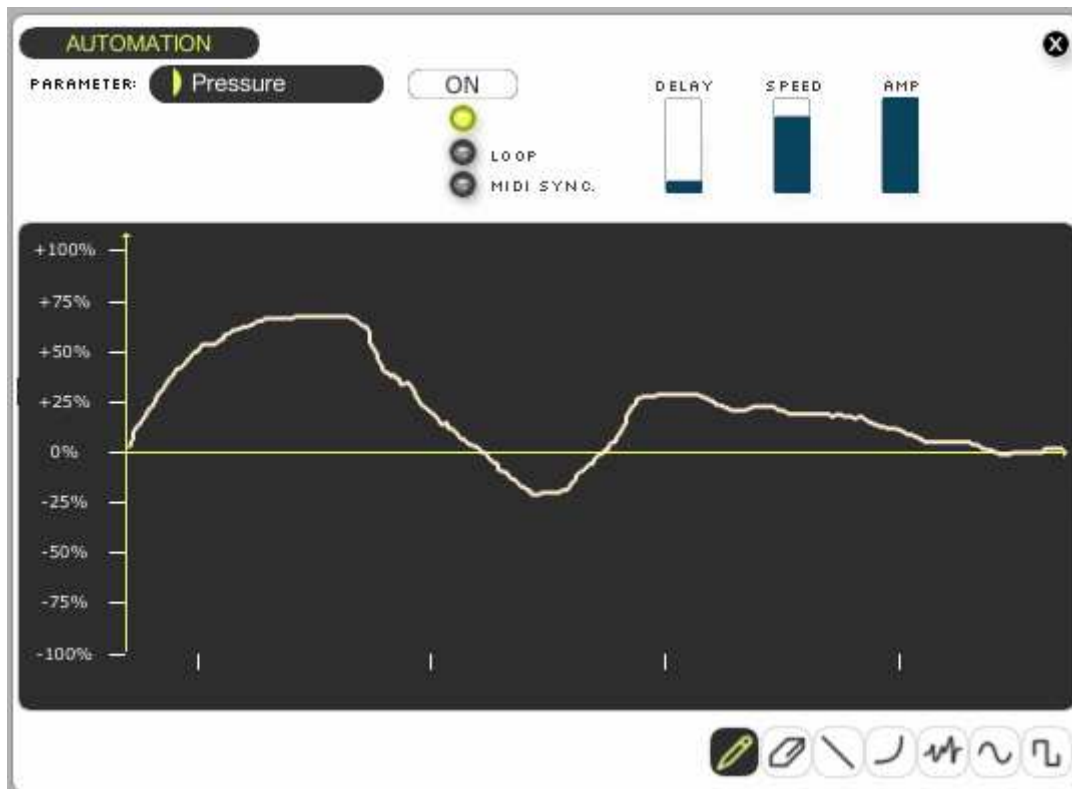 AUTOMATION
X
PARAMETER: Pressure ON DELAY SPEED AMP
LOOP
MIDI SYNC.
+100%
+75%
+50%
+25%
0%
-25%
-50%
-75%
-100%